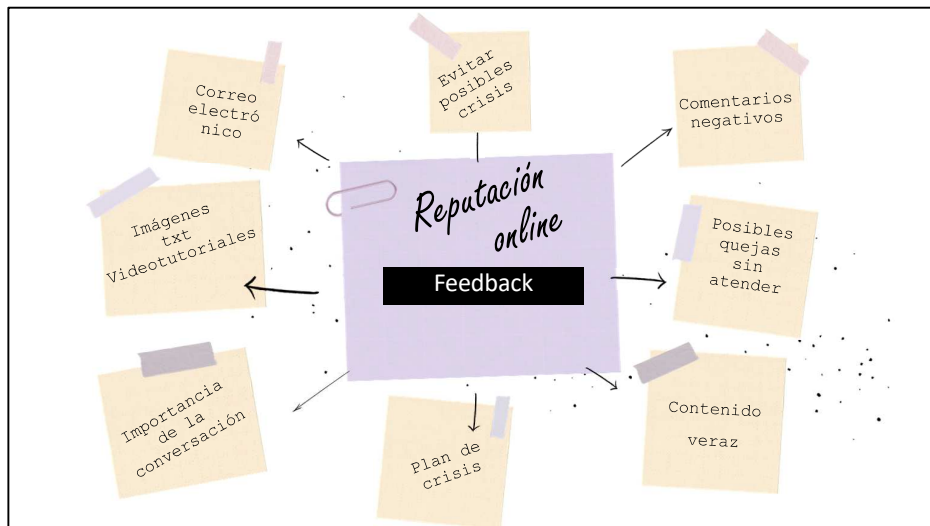 Evitar
posibles
crisis
Correo
electró
nico
Comentarios
negativos
Reputación
online
Feedback
Imágenes
txt
Videotutoriales
Posibles
quejas
sin
atender
Importancia
de la
conversación
Plan de
crisis
Contenido
veraz